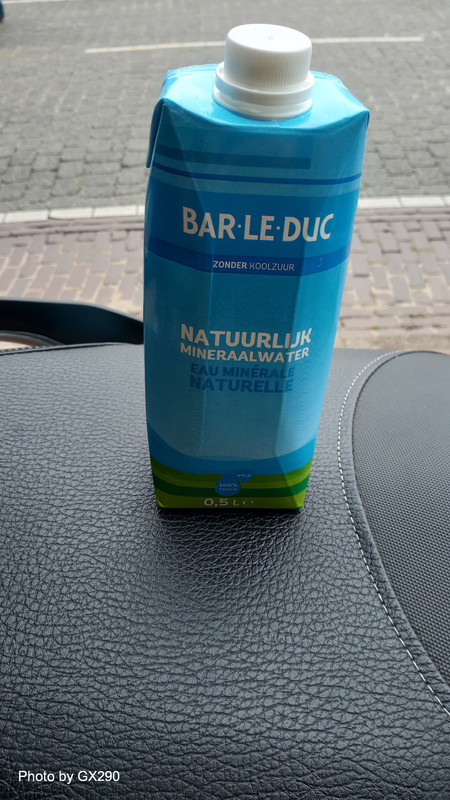 BAR·LE·DUC
ZONDER KOOLZUUR
NATUURLIJK
MINERAALWATER
EAU MINÉRALE
NATURELLE
100%
0,5 L e
Photo by GX290